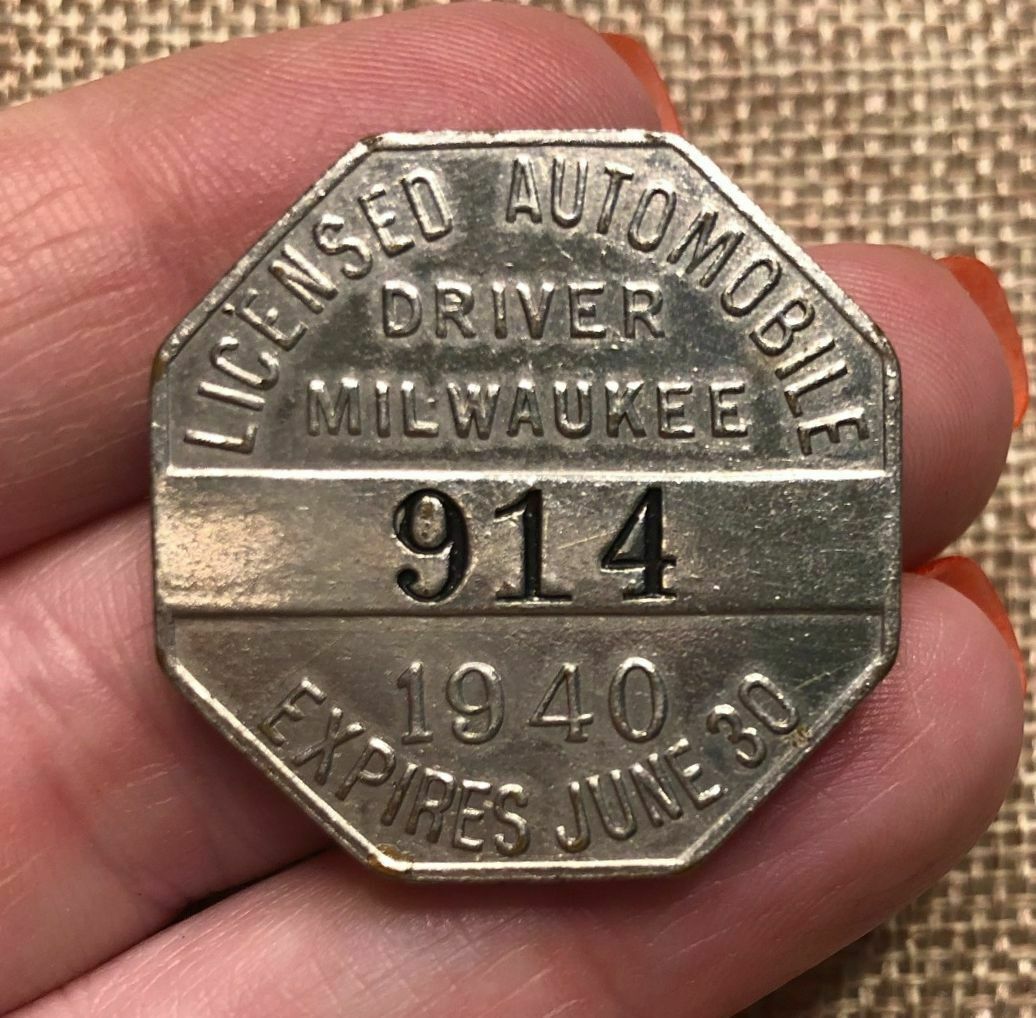 LICENSED AUTOMOBILE
DRIVER
MILWAUKEE
914
1940
EXPIRES JUNE 30